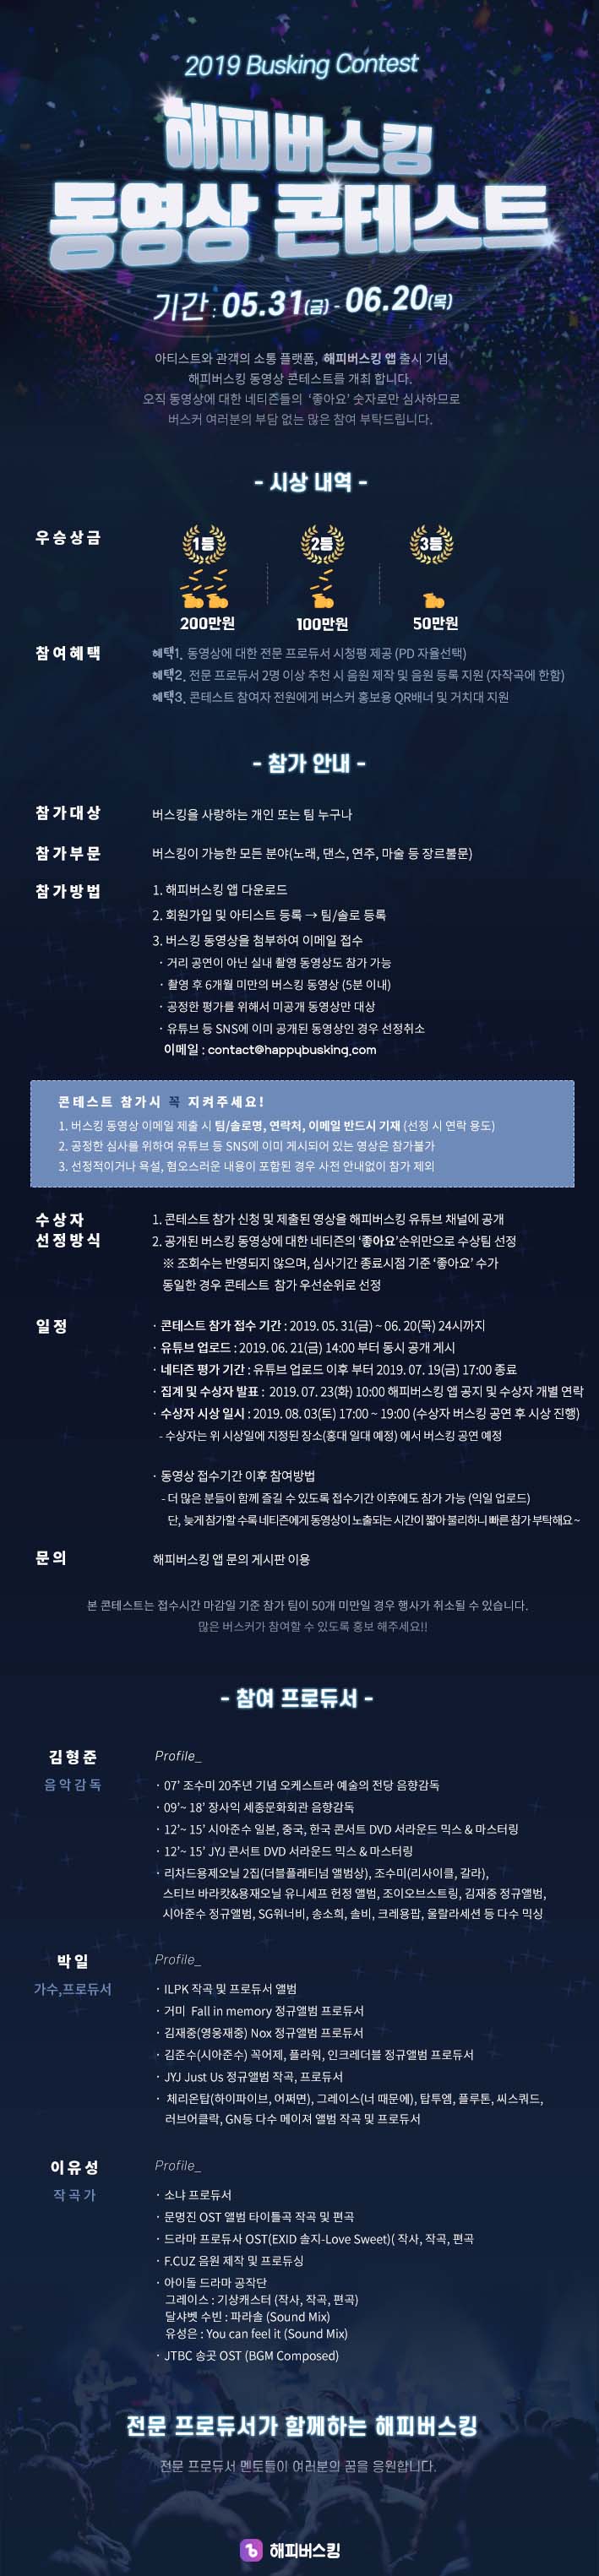 2019 Busking Contest
해피버스킹
동영상 콘테스트
기간 : 05.31(금) - 06.20(목)
아티스트와 관객의 소통 플랫폼, 해피버스킹 앱 출시 기념
해피버스킹 동영상 콘테스트를 개최 합니다.
오직 동영상에 대한 네티즌들의 ‘좋아요’ 숫자로만 심사하므로
버스커 여러분의 부담 없는 많은 참여 부탁드립니다.
- 시상 내역 -
우승상금
1등 2등 3등
200만원 100만원 50만원
참여혜택
혜택1. 동영상에 대한 전문 프로듀서 시청평 제공 (PD 자율선택)
혜택2. 전문 프로듀서 2명 이상 추천 시 음원 제작 및 음원 등록 지원 (자작곡에 한함)
혜택3. 콘테스트 참여자 전원에게 버스커 홍보용 QR배너 및 거치대 지원
- 참가 안내 -
참가대상 버스킹을 사랑하는 개인 또는 팀 누구나
참가부문 버스킹이 가능한 모든 분야(노래, 댄스, 연주, 마술 등 장르불문)
참가방법 1. 해피버스킹 앱 다운로드
2. 회원가입 및 아티스트 등록 → 팀/솔로 등록
3. 버스킹 동영상을 첨부하여 이메일 접수
· 거리 공연이 아닌 실내 촬영 동영상도 참가 가능
· 촬영 후 6개월 미만의 버스킹 동영상 (5분 이내)
· 공정한 평가를 위해서 미공개 동영상만 대상
· 유튜브 등 SNS에 이미 공개된 동영상인 경우 선정취소
이메일 : contact@happybusking.com
콘테스트 참가시 꼭 지켜주세요!
1. 버스킹 동영상 이메일 제출 시 팀/솔로명, 연락처, 이메일 반드시 기재 (선정 시 연락 용도)
2. 공정한 심사를 위하여 유튜브 등 SNS에 이미 게시되어 있는 영상은 참가불가
3. 선정적이거나 욕설, 혐오스러운 내용이 포함된 경우 사전 안내없이 참가 제외
수상자
선정방식
1. 콘테스트 참가 신청 및 제출된 영상을 해피버스킹 유튜브 채널에 공개
2. 공개된 버스킹 동영상에 대한 네티즌의 ‘좋아요’순위만으로 수상팀 선정
※ 조회수는 반영되지 않으며, 심사기간 종료시점 기준 ‘좋아요’ 수가
동일한 경우 콘테스트 참가 우선순위로 선정
일정
· 콘테스트 참가 접수 기간 : 2019. 05. 31(금) ~ 06. 20(목) 24시까지
· 유튜브 업로드 : 2019. 06. 21(금) 14:00 부터 동시 공개 게시
· 네티즌 평가 기간 : 유튜브 업로드 이후 부터 2019. 07. 19(금) 17:00 종료
· 집계 및 수상자 발표 : 2019. 07. 23(화) 10:00 해피버스킹 앱 공지 및 수상자 개별 연락
· 수상자 시상 일시 : 2019. 08. 03(토) 17:00 ~ 19:00 (수상자 버스킹 공연 후 시상 진행)
- 수상자는 위 시상일에 지정된 장소(홍대 일대 예정) 에서 버스킹 공연 예정
· 동영상 접수기간 이후 참여방법
- 더 많은 분들이 함께 즐길 수 있도록 접수기간 이후에도 참가 가능 (익일 업로드)
단, 늦게 참가할 수록 네티즌에게 동영상이 노출되는 시간이 짧아 불리하니 빠른 참가 부탁해요~
문의 해피버스킹 앱 문의 게시판 이용
본 콘테스트는 접수시간 마감일 기준 참가 팀이 50개 미만일 경우 행사가 취소될 수 있습니다.
많은 버스커가 참여할 수 있도록 홍보 해주세요!!
- 참여 프로듀서 -
김형준
음악감독
Profile_
· 07’ 조수미 20주년 기념 오케스트라 예술의 전당 음향감독
· 09’~ 18’ 장사익 세종문화회관 음향감독
· 12’~ 15’ 시아준수 일본, 중국, 한국 콘서트 DVD 서라운드 믹스 & 마스터링
· 12’~ 15’ JYJ 콘서트 DVD 서라운드 믹스 & 마스터링
· 리차드용제오닐 2집(더블플래티넘 앨범상), 조수미(리사이클, 갈라),
스티브 바라캇&용재오닐 유니세프 헌정 앨범, 조이오브스트링, 김재중 정규앨범,
시아준수 정규앨범, SG워너비, 송소희, 솔비, 크레용팝, 울랄라세션 등 다수 믹싱
박일
가수,프로듀서
Profile_
· ILPK 작곡 및 프로듀서 앨범
· 거미 Fall in memory 정규앨범 프로듀서
· 김재중(영웅재중) Nox 정규앨범 프로듀서
· 김준수(시아준수) 꼭어제, 플라워, 인크레더블 정규앨범 프로듀서
· JYJ Just Us 정규앨범 작곡, 프로듀서
· 체리온탑(하이파이브, 어쩌면), 그레이스(너 때문에), 탑투엠, 플루톤, 씨스쿼드,
러브어클락, GN등 다수 메이져 앨범 작곡 및 프로듀서
이유성
작곡가
Profile_
· 소냐 프로듀서
· 문명진 OST 앨범 타이틀곡 작곡 및 편곡
· 드라마 프로듀사 OST(EXID 솔지-Love Sweet)( 작사, 작곡, 편곡
· F.CUZ 음원 제작 및 프로듀싱
· 아이돌 드라마 공작단
그레이스 : 기상캐스터 (작사, 작곡, 편곡)
달샤벳 수빈 : 파라솔 (Sound Mix)
유성은 : You can feel it (Sound Mix)
· JTBC 송곳 OST (BGM Composed)
전문 프로듀서가 함께하는 해피버스킹
전문 프로듀서 멘토들이 여러분의 꿈을 응원합니다.
해피버스킹